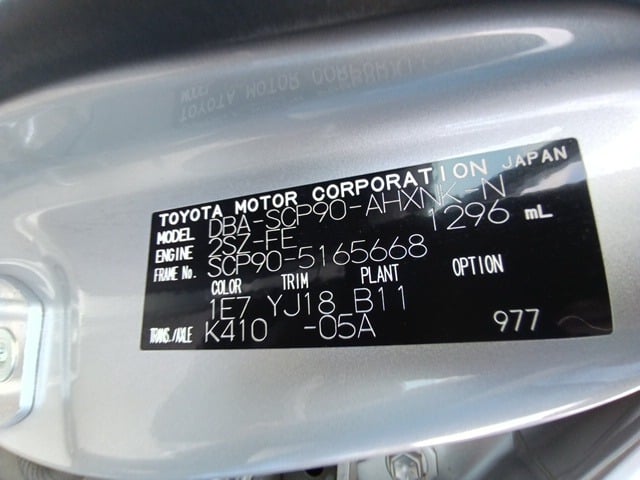 TOYOTA MOTOR CORPORATION JAPAN
MODEL DBA-SCP90-AHXNK-N
ENGINE 2SZ-FE 1296 mL
FRAME No. SCP90-5165668
COLOR TRIM PLANT OPTION
1E7 YJ18 B11
TRANS./AXLE K410 -05A 977